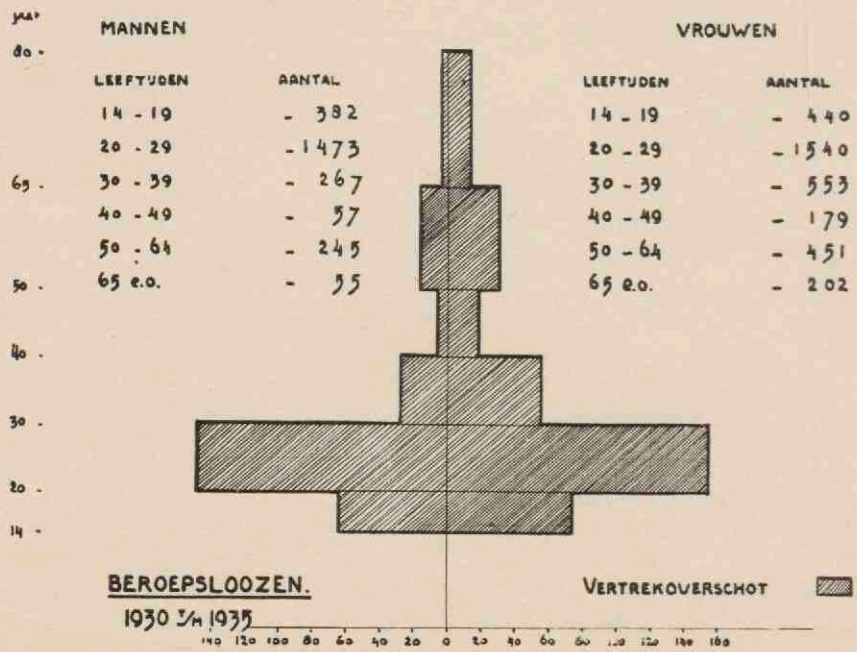 jaar
MANNEN
VROUWEN
80 -
LEEFTIJDEN AANTAL
LEEFTIJDEN AANTAL
14 - 19 - 382
14 - 19 - 440
20 - 29 - 1473
20 - 29 - 1540
65 -
30 - 39 - 267
30 - 39 - 553
40 - 49 - 57
40 - 49 - 179
50 - 64 - 245
50 - 64 - 451
50 -
65 e.o. - 55
65 e.o. - 202
40 -
30 -
20 -
14 -
BEROEPSLOOZEN.
VERTREKOVERSCHOT
1930 T/M 1935
140 120 100 80 60 40 20 0 20 40 60 80 120 140